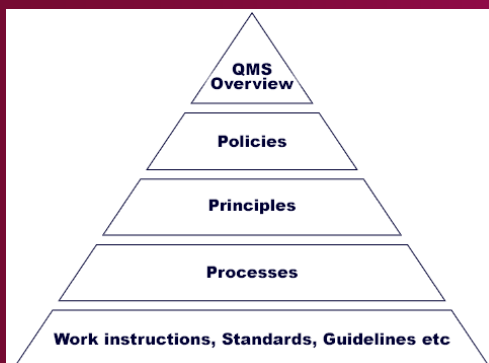 QMS
Overview
Policies
Principles
Processes
Work instructions, Standards, Guidelines etc